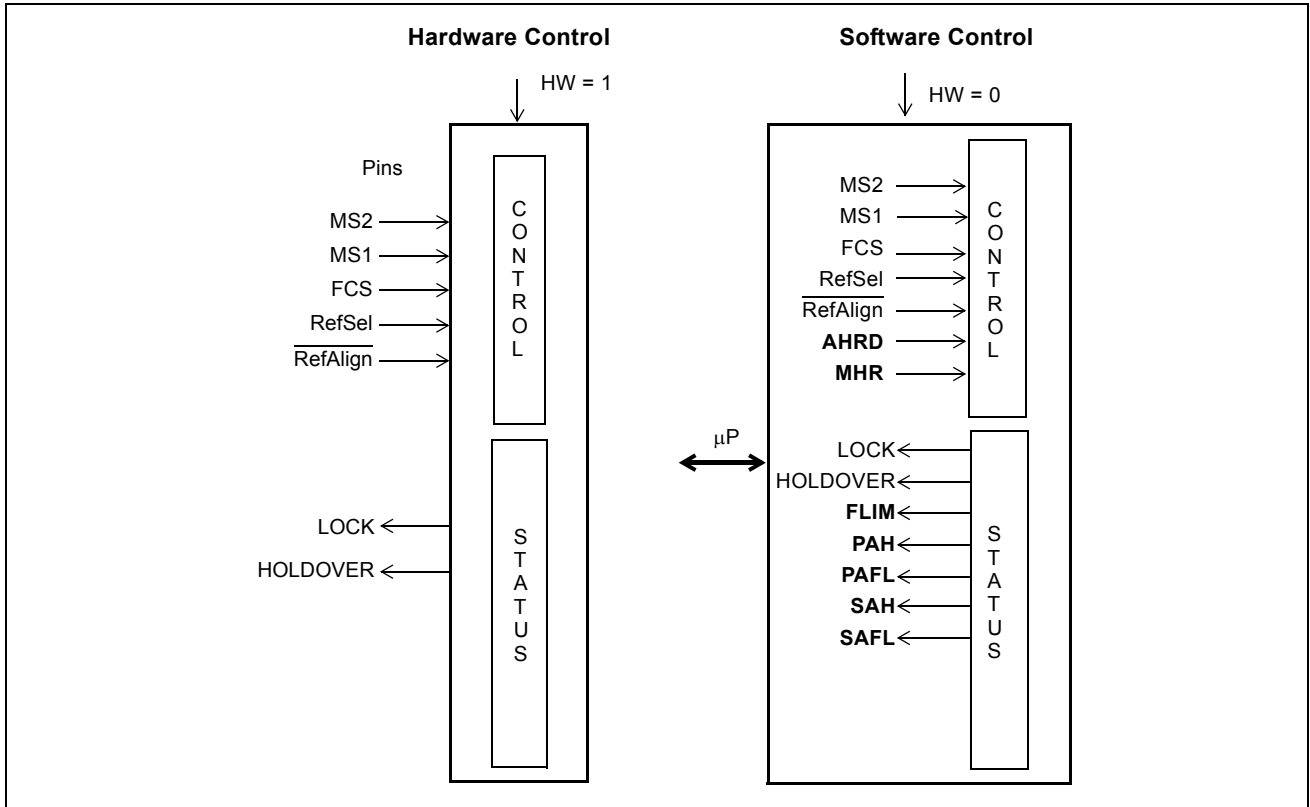 Hardware Control
HW = 1
Pins
MS2
MS1
FCS
RefSel
RefAlign
LOCK
HOLDOVER
CONTROL
STATUS
Software Control
HW = 0
μP
MS2
MS1
FCS
RefSel
RefAlign
AHRD
MHR
LOCK
HOLDOVER
FLIM
PAH
PAFL
SAH
SAFL
CONTROL
STATUS